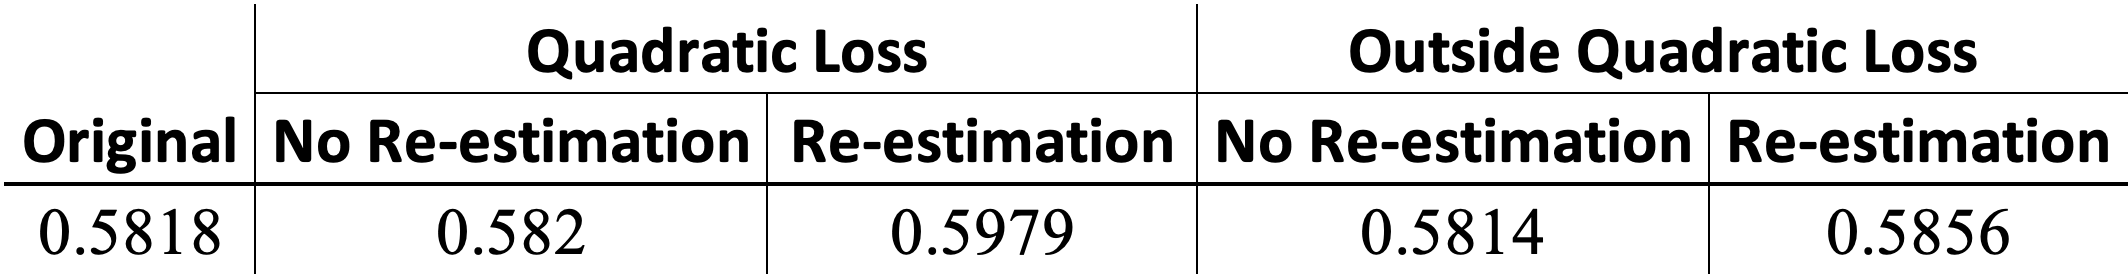 Quadratic Loss Outside Quadratic Loss
Original No Re-estimation Re-estimation No Re-estimation Re-estimation
0.5818 0.582 0.5979 0.5814 0.5856